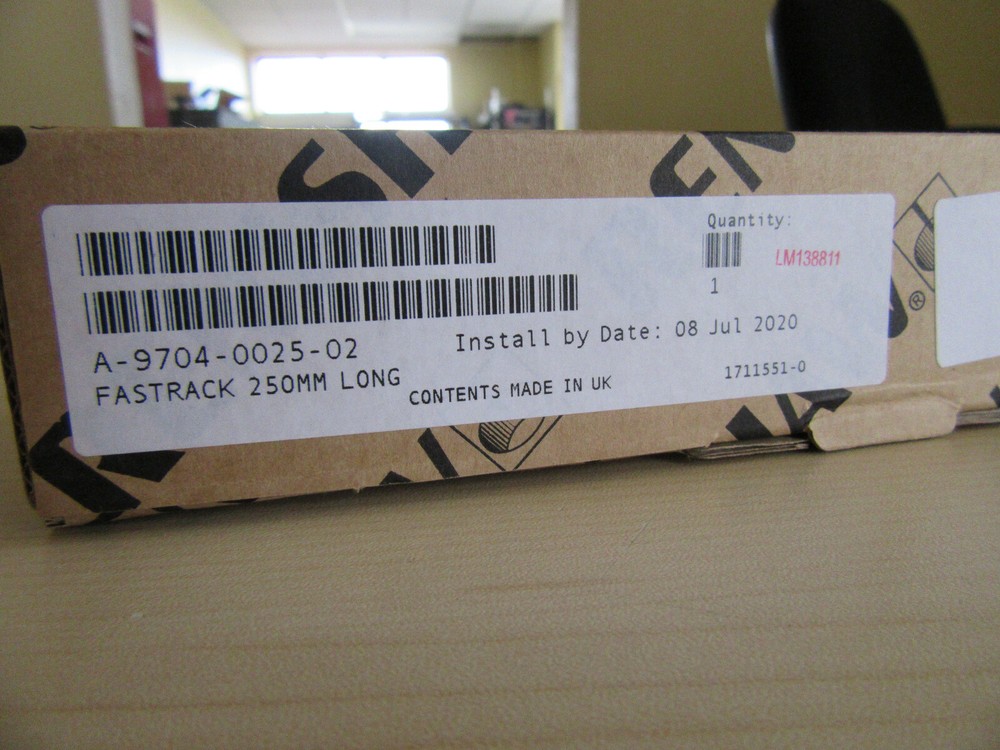 Quantity:
LM138811
1
Install by Date: 08 Jul 2020
A-9704-0025-02
FASTRACK 250MM LONG
CONTENTS MADE IN UK
1711551-0
®